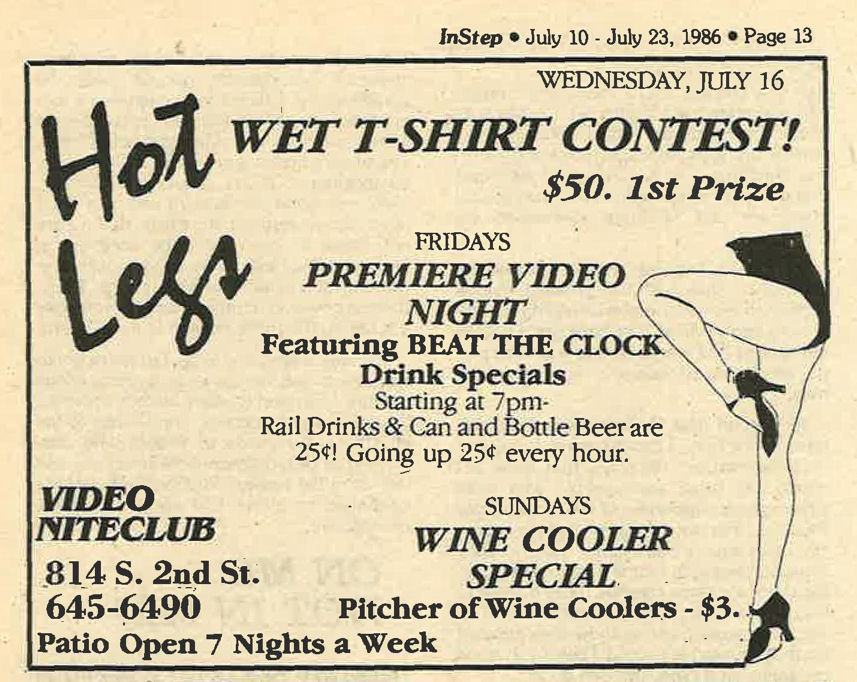 InStep • July 10 - July 23, 1986 • Page 13
Hot
Legs
WEDNESDAY, JULY 16
WET T-SHIRT CONTEST!
$50. 1st Prize
FRIDAYS
PREMIERE VIDEO
NIGHT
Featuring BEAT THE CLOCK
Drink Specials
Starting at 7pm-
Rail Drinks & Can and Bottle Beer are
25¢! Going up 25¢ every hour.
VIDEO
NITECLUB
814 S. 2nd St.
645-6490
Patio Open 7 Nights a Week
SUNDAYS
WINE COOLER
SPECIAL
Pitcher of Wine Coolers - $3.